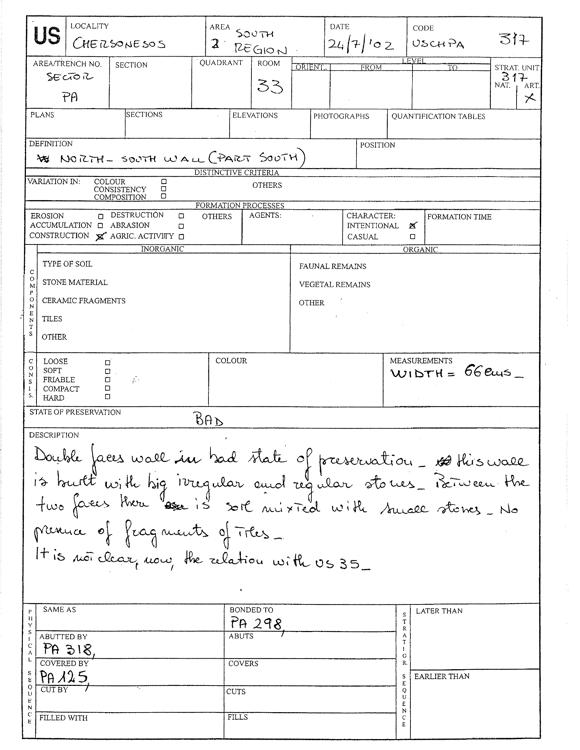 US
LOCALITY
CHERSONESOS
AREA SOUTH
2 REGION
DATE
24/7/'02
CODE
USCHPA 317
AREA/TRENCH NO.
SECTOR
PA
SECTION
QUADRANT
ROOM
33
LEVEL
ORIENT. FROM TO
STRAT. UNIT
317
NAT. ART.
X
PLANS SECTIONS ELEVATIONS PHOTOGRAPHS QUANTIFICATION TABLES
DEFINITION
NORTH - SOUTH WALL (PART SOUTH)
POSITION
DISTINCTIVE CRITERIA
VARIATION IN: COLOUR
CONSISTENCY
COMPOSITION
OTHERS
FORMATION PROCESSES
EROSION DESTRUCTION OTHERS
ACCUMULATION ABRASION
CONSTRUCTION X AGRIC. ACTIVITY
AGENTS:
CHARACTER:
INTENTIONAL X
CASUAL
FORMATION TIME
COMPONENTS
INORGANIC
TYPE OF SOIL
STONE MATERIAL
CERAMIC FRAGMENTS
TILES
OTHER
ORGANIC
FAUNAL REMAINS
VEGETAL REMAINS
OTHER
CONSIS.
LOOSE
SOFT
FRIABLE
COMPACT
HARD
COLOUR
MEASUREMENTS
WIDTH = 66 cms _
STATE OF PRESERVATION
BAD
DESCRIPTION
Double faces wall in bad state of preservation _ this wall
is built with big irregular and regular stones _ Between the
two faces there is soil mixted with small stones _ No
presence of fragments of Tiles _
It is not clear, now, the relation with US 35 _
PHYSICAL SEQUENCE
SAME AS
BONDED TO
PA 298,
ABUTTED BY
PA 318,
ABUTS
COVERED BY
PA 125,
COVERS
CUT BY
CUTS
FILLED WITH
FILLS
STRATIGR. SEQUENCE
LATER THAN
EARLIER THAN